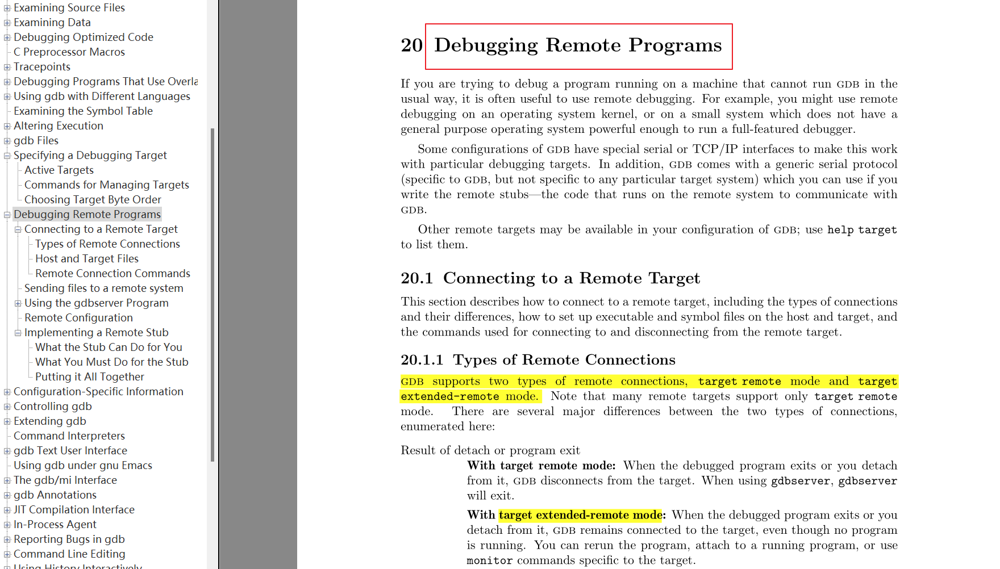 Examining Source Files
Examining Data
Debugging Optimized Code
C Preprocessor Macros
Tracepoints
Debugging Programs That Use Overla
Using gdb with Different Languages
Examining the Symbol Table
Altering Execution
gdb Files
Specifying a Debugging Target
Active Targets
Commands for Managing Targets
Choosing Target Byte Order
Debugging Remote Programs
Connecting to a Remote Target
Types of Remote Connections
Host and Target Files
Remote Connection Commands
Sending files to a remote system
Using the gdbserver Program
Remote Configuration
Implementing a Remote Stub
What the Stub Can Do for You
What You Must Do for the Stub
Putting it All Together
Configuration-Specific Information
Controlling gdb
Extending gdb
Command Interpreters
gdb Text User Interface
Using gdb under gnu Emacs
The gdb/mi Interface
gdb Annotations
JIT Compilation Interface
In-Process Agent
Reporting Bugs in gdb
Command Line Editing
Using History Interactively
20 Debugging Remote Programs
If you are trying to debug a program running on a machine that cannot run GDB in the
usual way, it is often useful to use remote debugging. For example, you might use remote
debugging on an operating system kernel, or on a small system which does not have a
general purpose operating system powerful enough to run a full-featured debugger.
Some configurations of GDB have special serial or TCP/IP interfaces to make this work
with particular debugging targets. In addition, GDB comes with a generic serial protocol
(specific to GDB, but not specific to any particular target system) which you can use if you
write the remote stubs—the code that runs on the remote system to communicate with
GDB.
Other remote targets may be available in your configuration of GDB; use help target
to list them.
20.1 Connecting to a Remote Target
This section describes how to connect to a remote target, including the types of connections
and their differences, how to set up executable and symbol files on the host and target, and
the commands used for connecting to and disconnecting from the remote target.
20.1.1 Types of Remote Connections
GDB supports two types of remote connections, target remote mode and target
extended-remote mode. Note that many remote targets support only target remote
mode. There are several major differences between the two types of connections,
enumerated here:
Result of detach or program exit
With target remote mode: When the debugged program exits or you detach
from it, GDB disconnects from the target. When using gdbserver, gdbserver
will exit.
With target extended-remote mode: When the debugged program exits or you
detach from it, GDB remains connected to the target, even though no program
is running. You can rerun the program, attach to a running program, or use
monitor commands specific to the target.